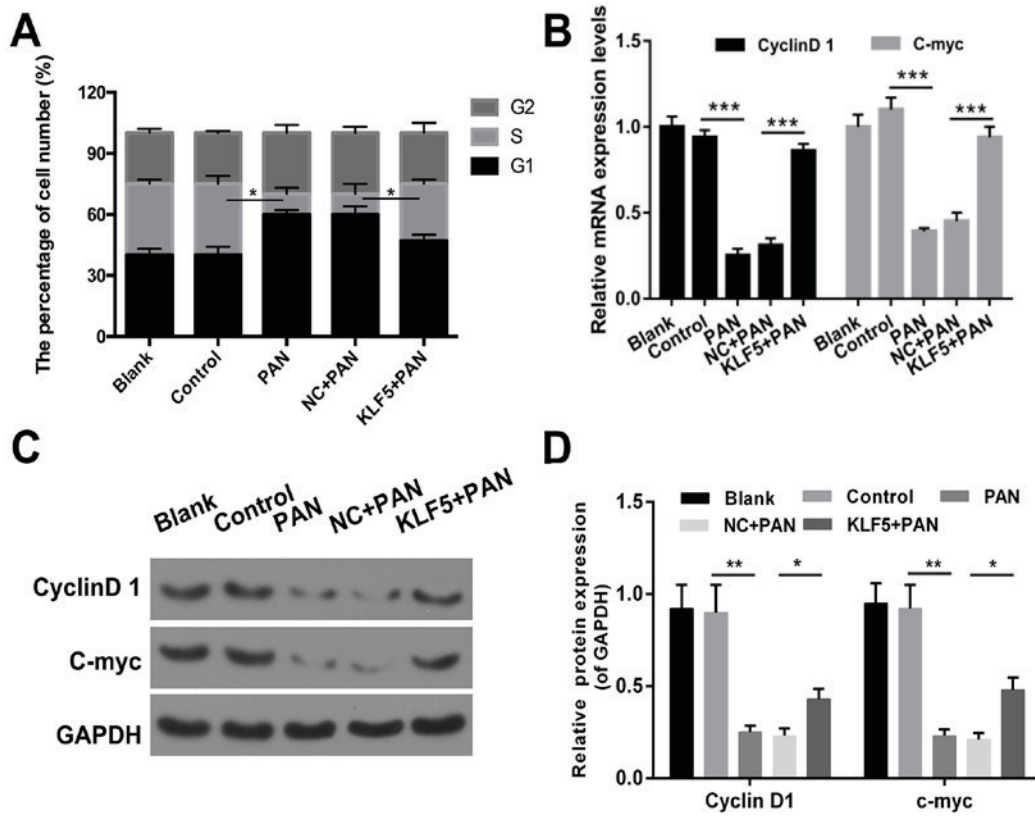 A
The percentage of cell number (%)
120
90
60
30
0
G2
S
G1
*
*
Blank
Control
PAN
NC+PAN
KLF5+PAN
B
Relative mRNA expression levels
1.5
1.0
0.5
0.0
CyclinD 1
C-myc
***
***
***
***
Blank
Control
PAN
NC+PAN
KLF5+PAN
Blank
Control
PAN
NC+PAN
KLF5+PAN
C
Blank
Control
PAN
NC+PAN
KLF5+PAN
CyclinD 1
C-myc
GAPDH
D
Relative protein expression
(of GAPDH)
1.5
1.0
0.5
0.0
Blank
Control
PAN
NC+PAN
KLF5+PAN
**
*
**
*
Cyclin D1
c-myc